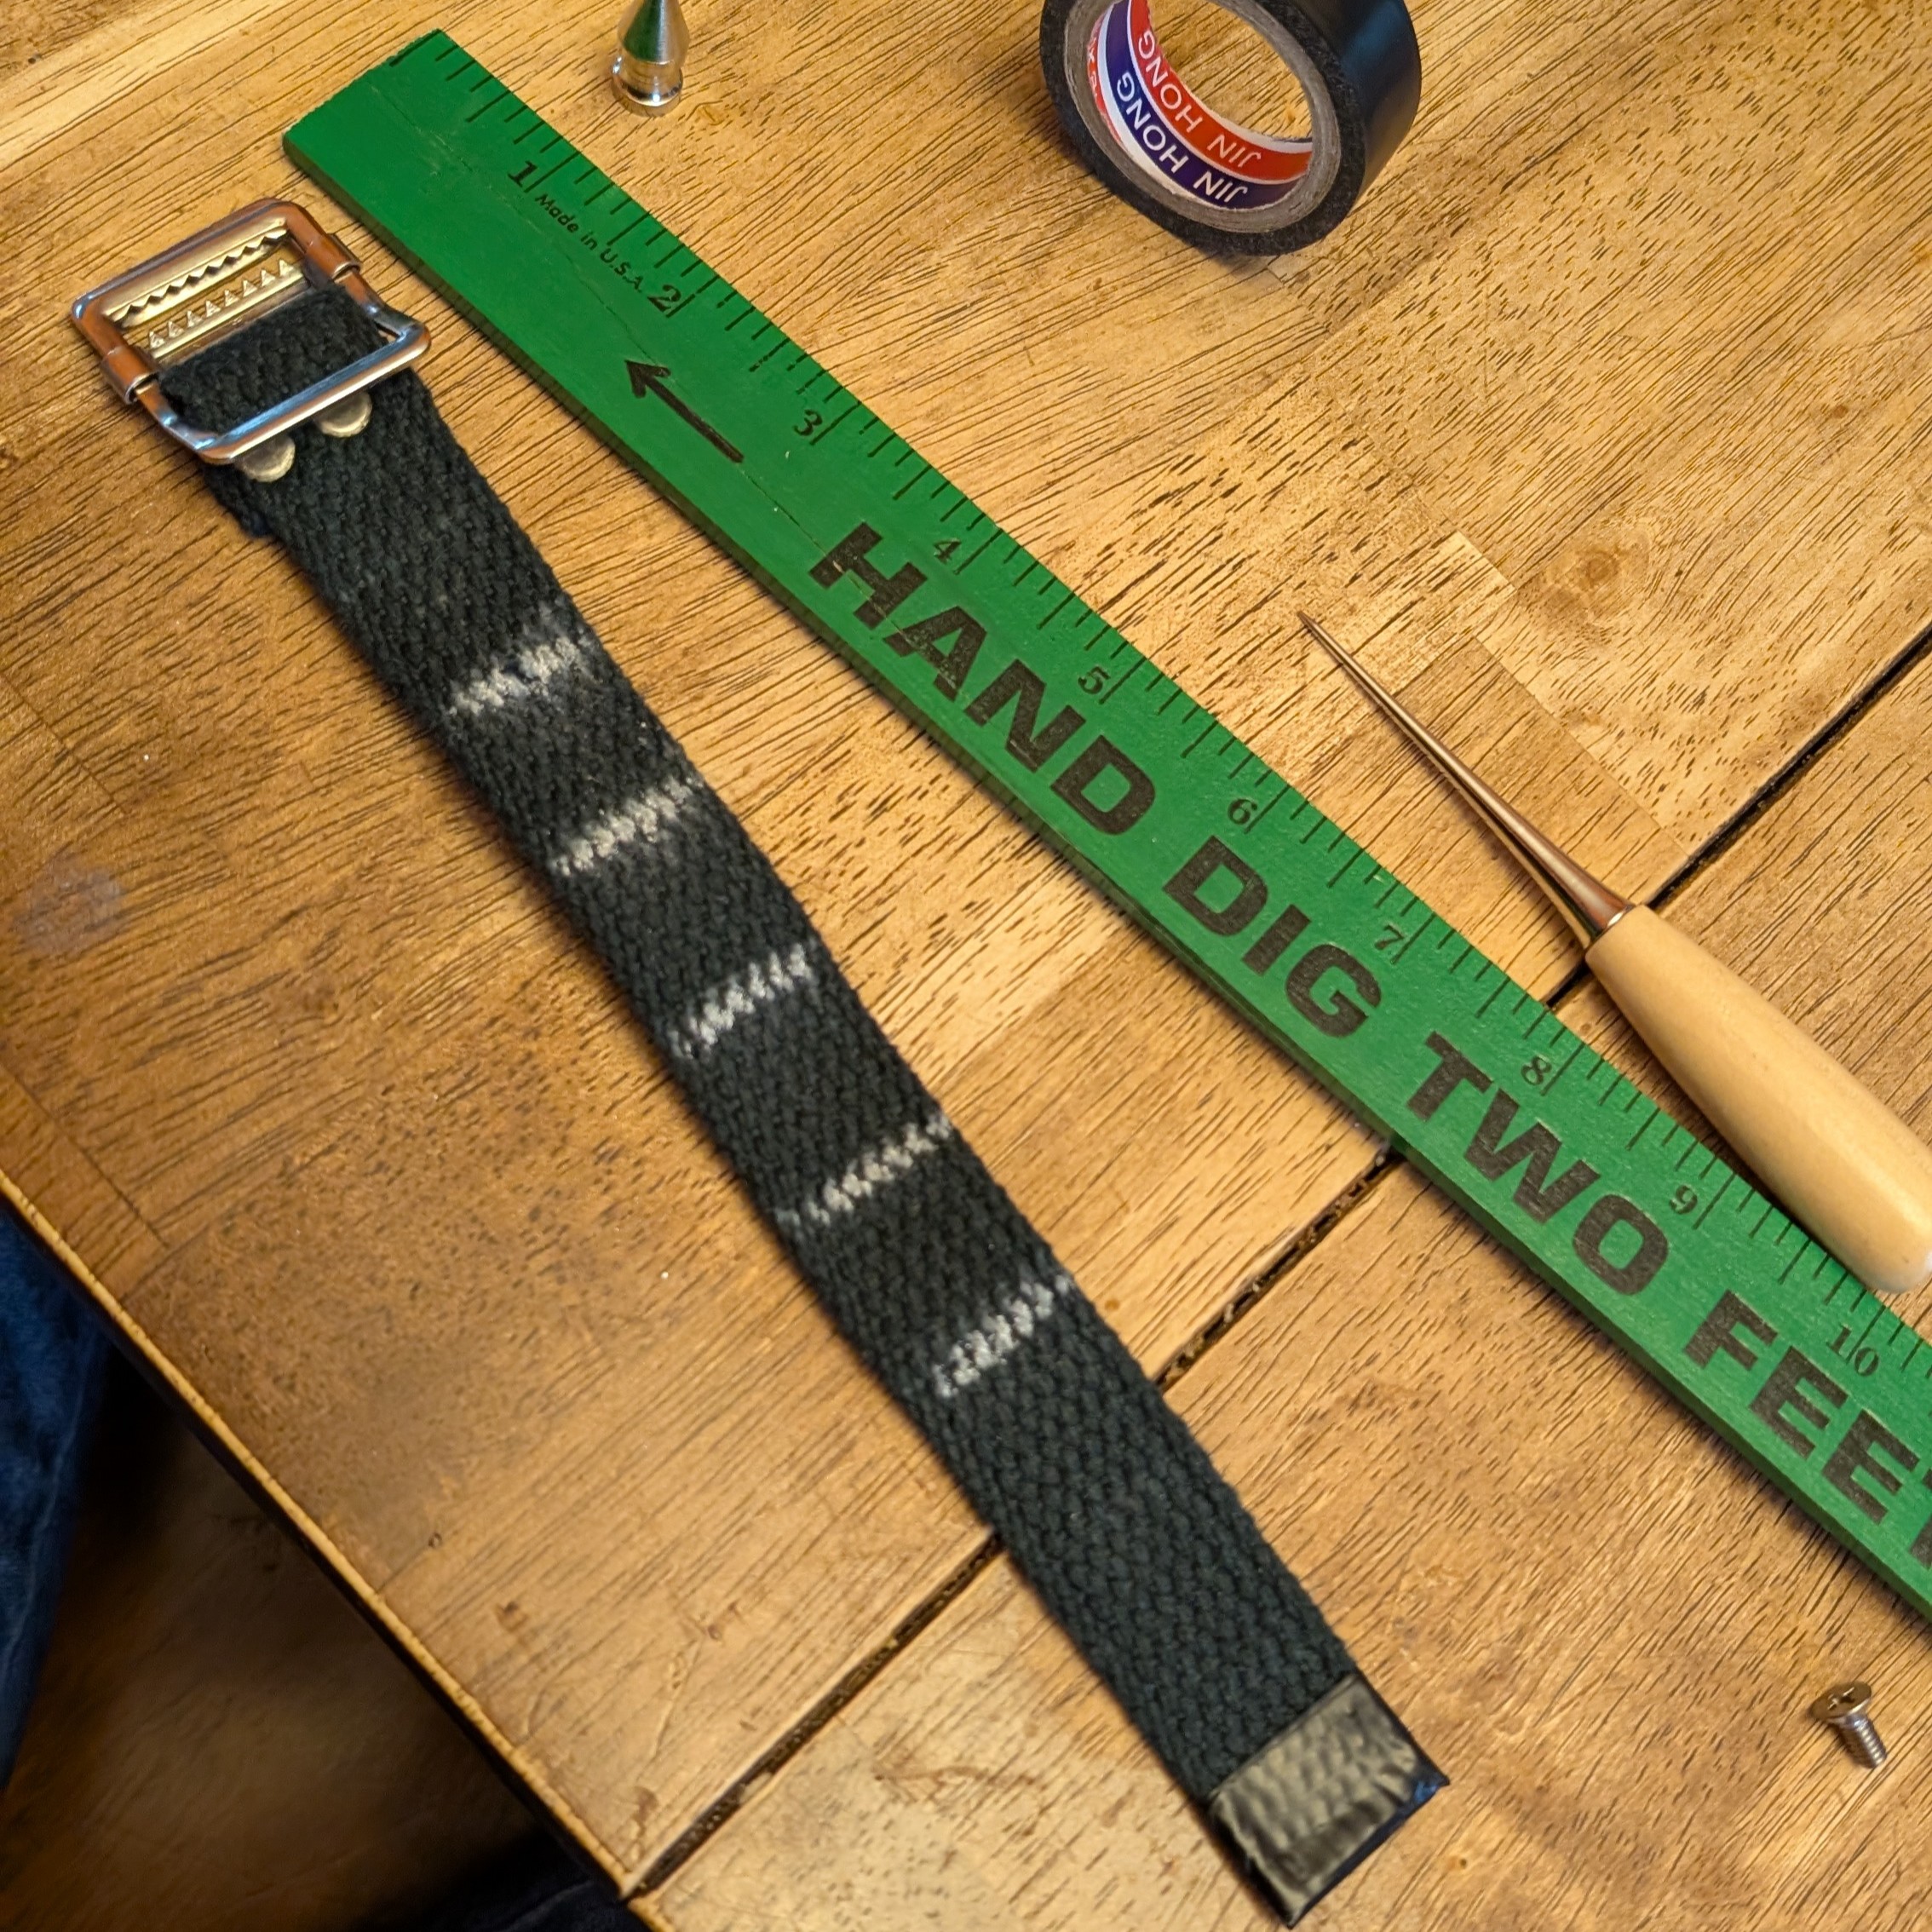 JIN HONG
JIN HONG
1 2 3 4 5 6 7 8 9 10
Made in U.S.A.
HAND DIG TWO FEE